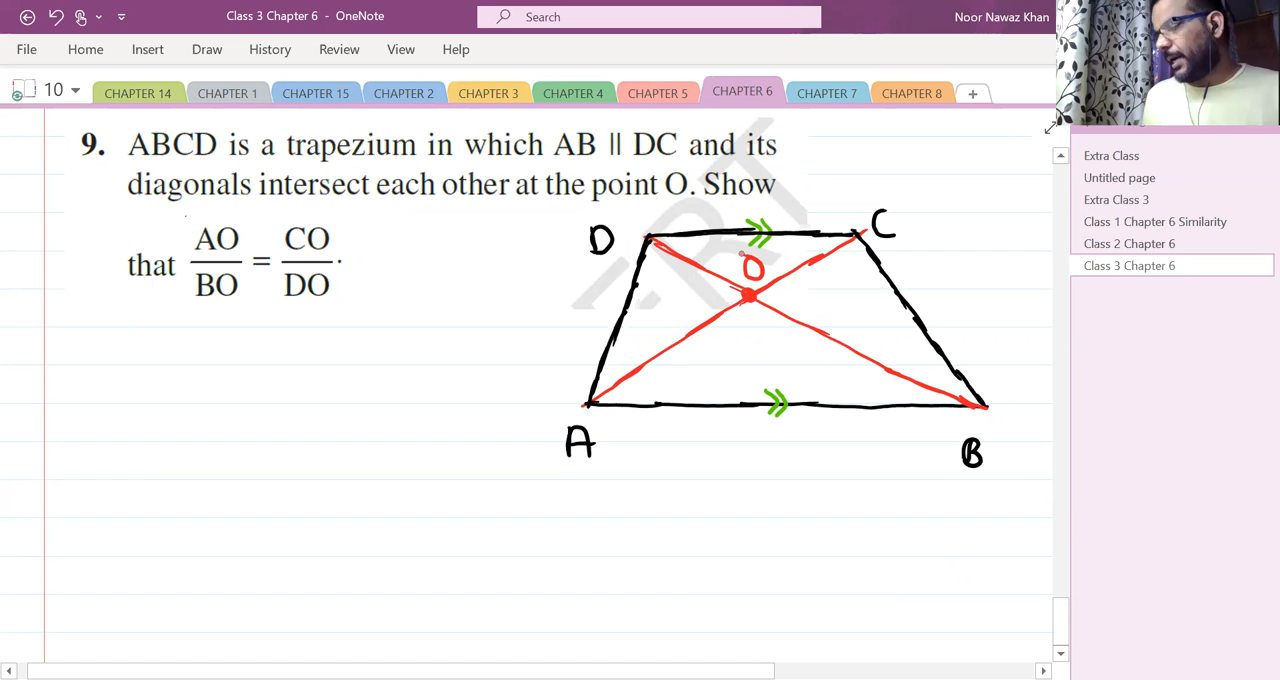 Class 3 Chapter 6 - OneNote
Search
Noor Nawaz Khan
File Home Insert Draw History Review View Help
10 CHAPTER 14 CHAPTER 1 CHAPTER 15 CHAPTER 2 CHAPTER 3 CHAPTER 4 CHAPTER 5 CHAPTER 6 CHAPTER 7 CHAPTER 8 +
9. ABCD is a trapezium in which AB || DC and its
diagonals intersect each other at the point O. Show
that AO/BO = CO/DO.
D
C
O
A
B
Extra Class
Untitled page
Extra Class 3
Class 1 Chapter 6 Similarity
Class 2 Chapter 6
Class 3 Chapter 6